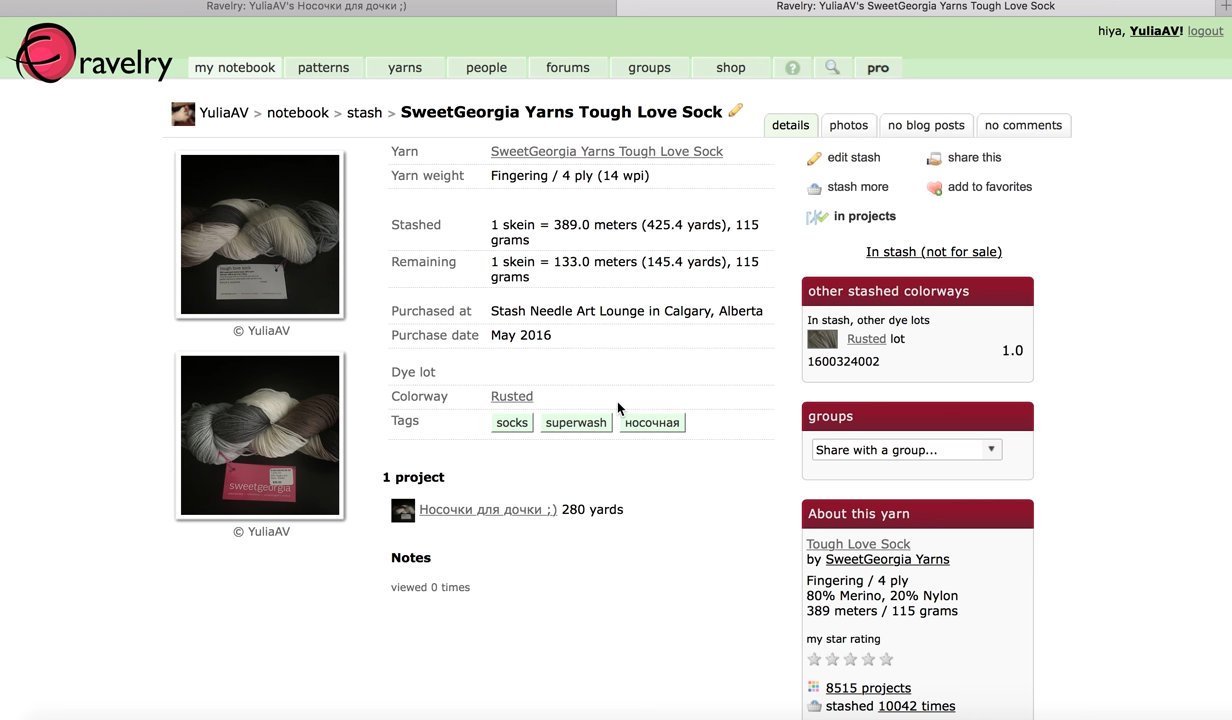 Ravelry: YuliaAV's Носочки для дочки ;)
Ravelry: YuliaAV's SweetGeorgia Yarns Tough Love Sock
hiya, YuliaAV! logout
ravelry
my notebook patterns yarns people forums groups shop ? pro
YuliaAV > notebook > stash > SweetGeorgia Yarns Tough Love Sock
details photos no blog posts no comments
Yarn SweetGeorgia Yarns Tough Love Sock
Yarn weight Fingering / 4 ply (14 wpi)
Stashed 1 skein = 389.0 meters (425.4 yards), 115
grams
Remaining 1 skein = 133.0 meters (145.4 yards), 115
grams
Purchased at Stash Needle Art Lounge in Calgary, Alberta
Purchase date May 2016
Dye lot
Colorway Rusted
Tags socks superwash носочная
1 project
Носочки для дочки ;) 280 yards
Notes
viewed 0 times
tough love sock
© YuliaAV
sweetgeorgia
© YuliaAV
edit stash share this
stash more add to favorites
in projects
In stash (not for sale)
other stashed colorways
In stash, other dye lots
Rusted lot
1600324002 1.0
groups
Share with a group...
About this yarn
Tough Love Sock
by SweetGeorgia Yarns
Fingering / 4 ply
80% Merino, 20% Nylon
389 meters / 115 grams
my star rating
8515 projects
stashed 10042 times